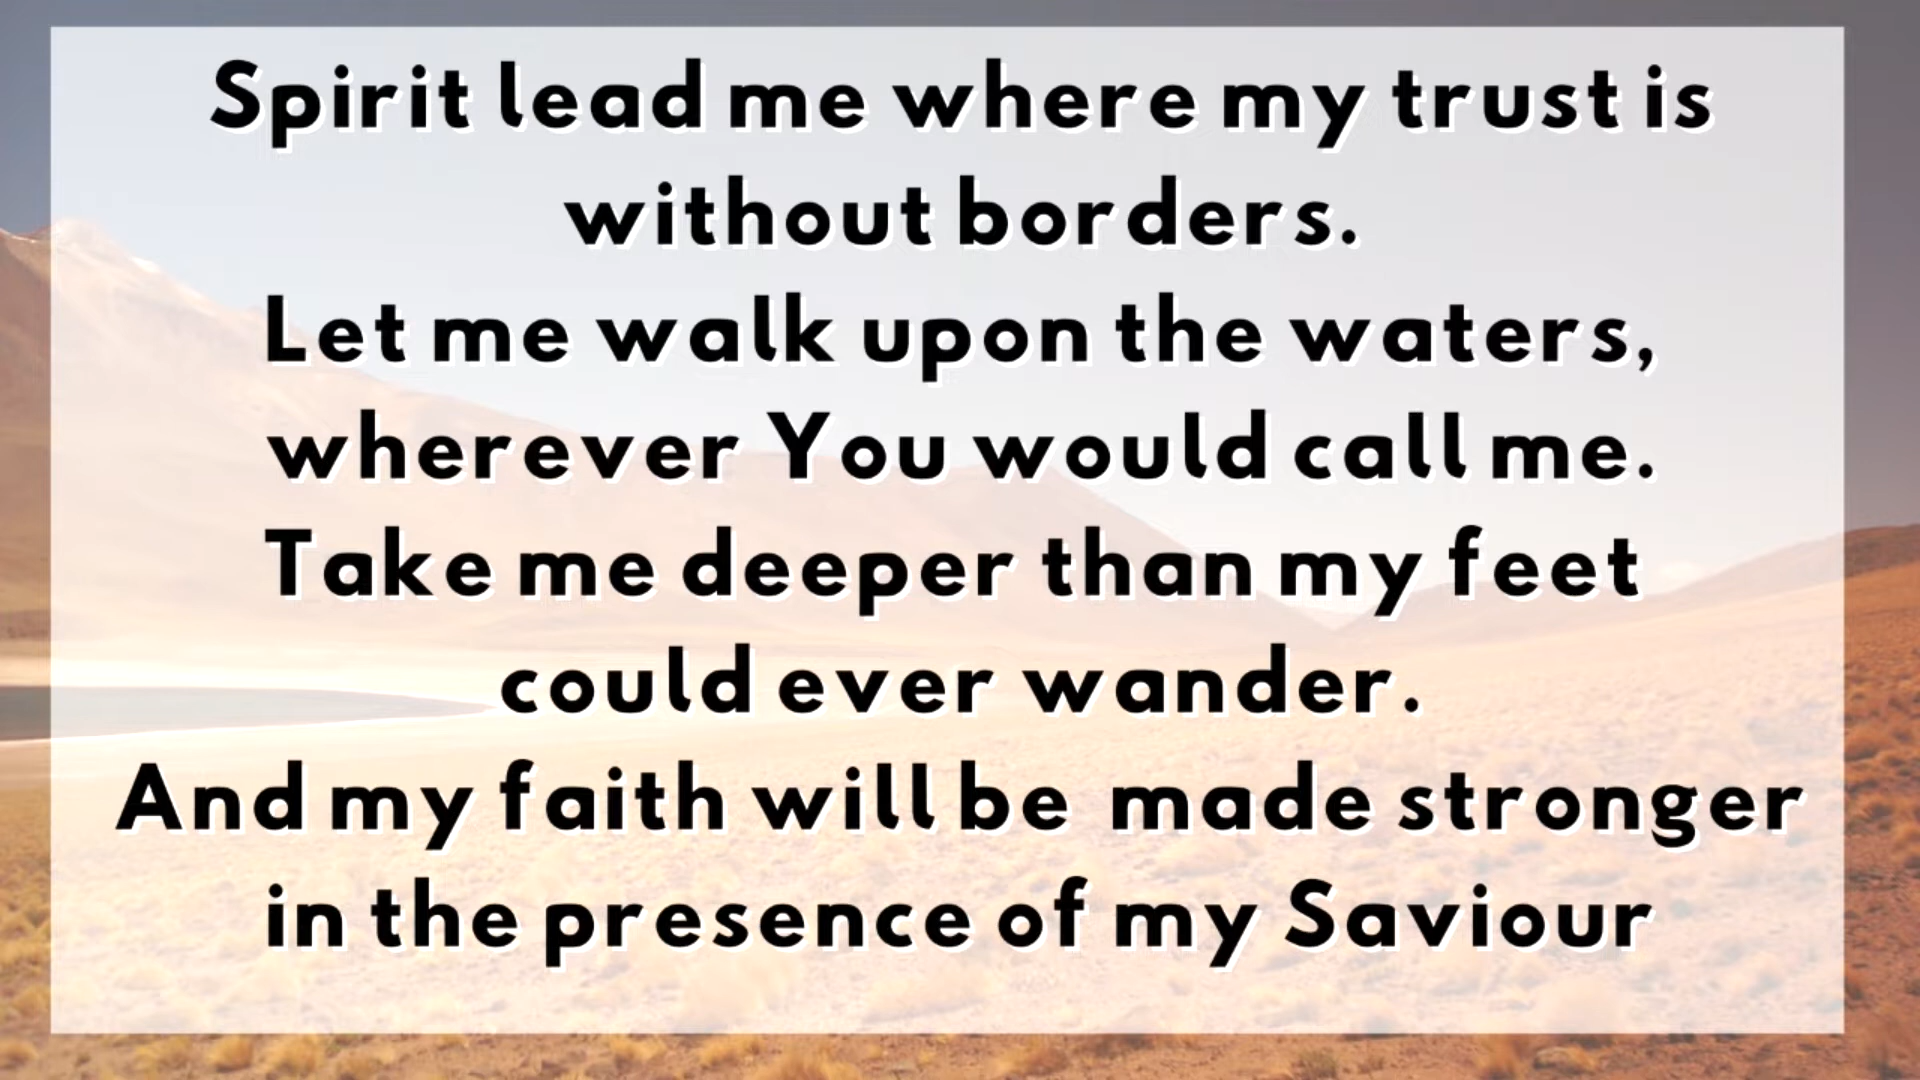 Spirit lead me where my trust is
without borders.
Let me walk upon the waters,
wherever You would call me.
Take me deeper than my feet
could ever wander.
And my faith will be made stronger
in the presence of my Saviour